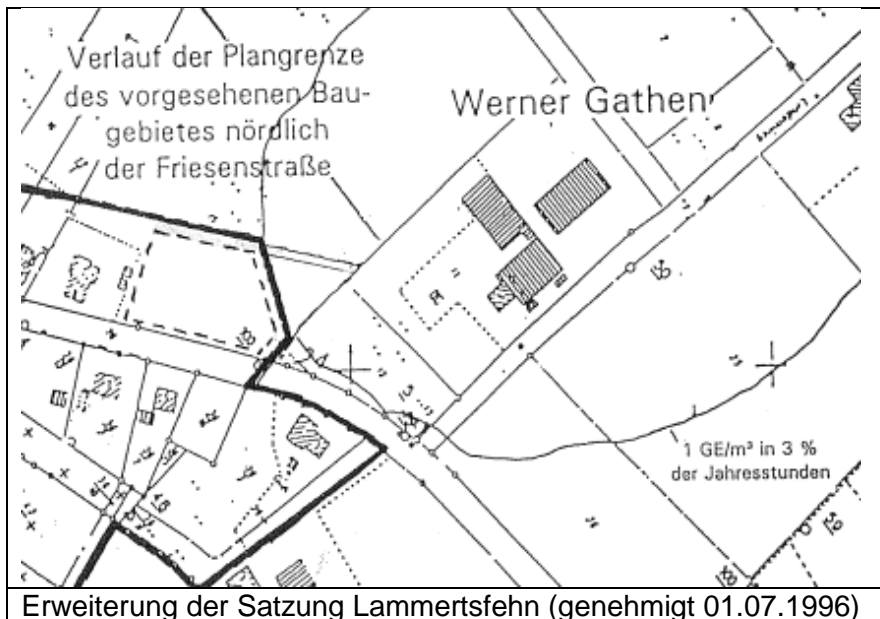 Verlauf der Plangrenze
des vorgesehenen Bau-
gebietes nördlich
der Friesenstraße
Werner Gathen
1 GE/m³ in 3 %
der Jahresstunden
Erweiterung der Satzung Lammertsfehn (genehmigt 01.07.1996)